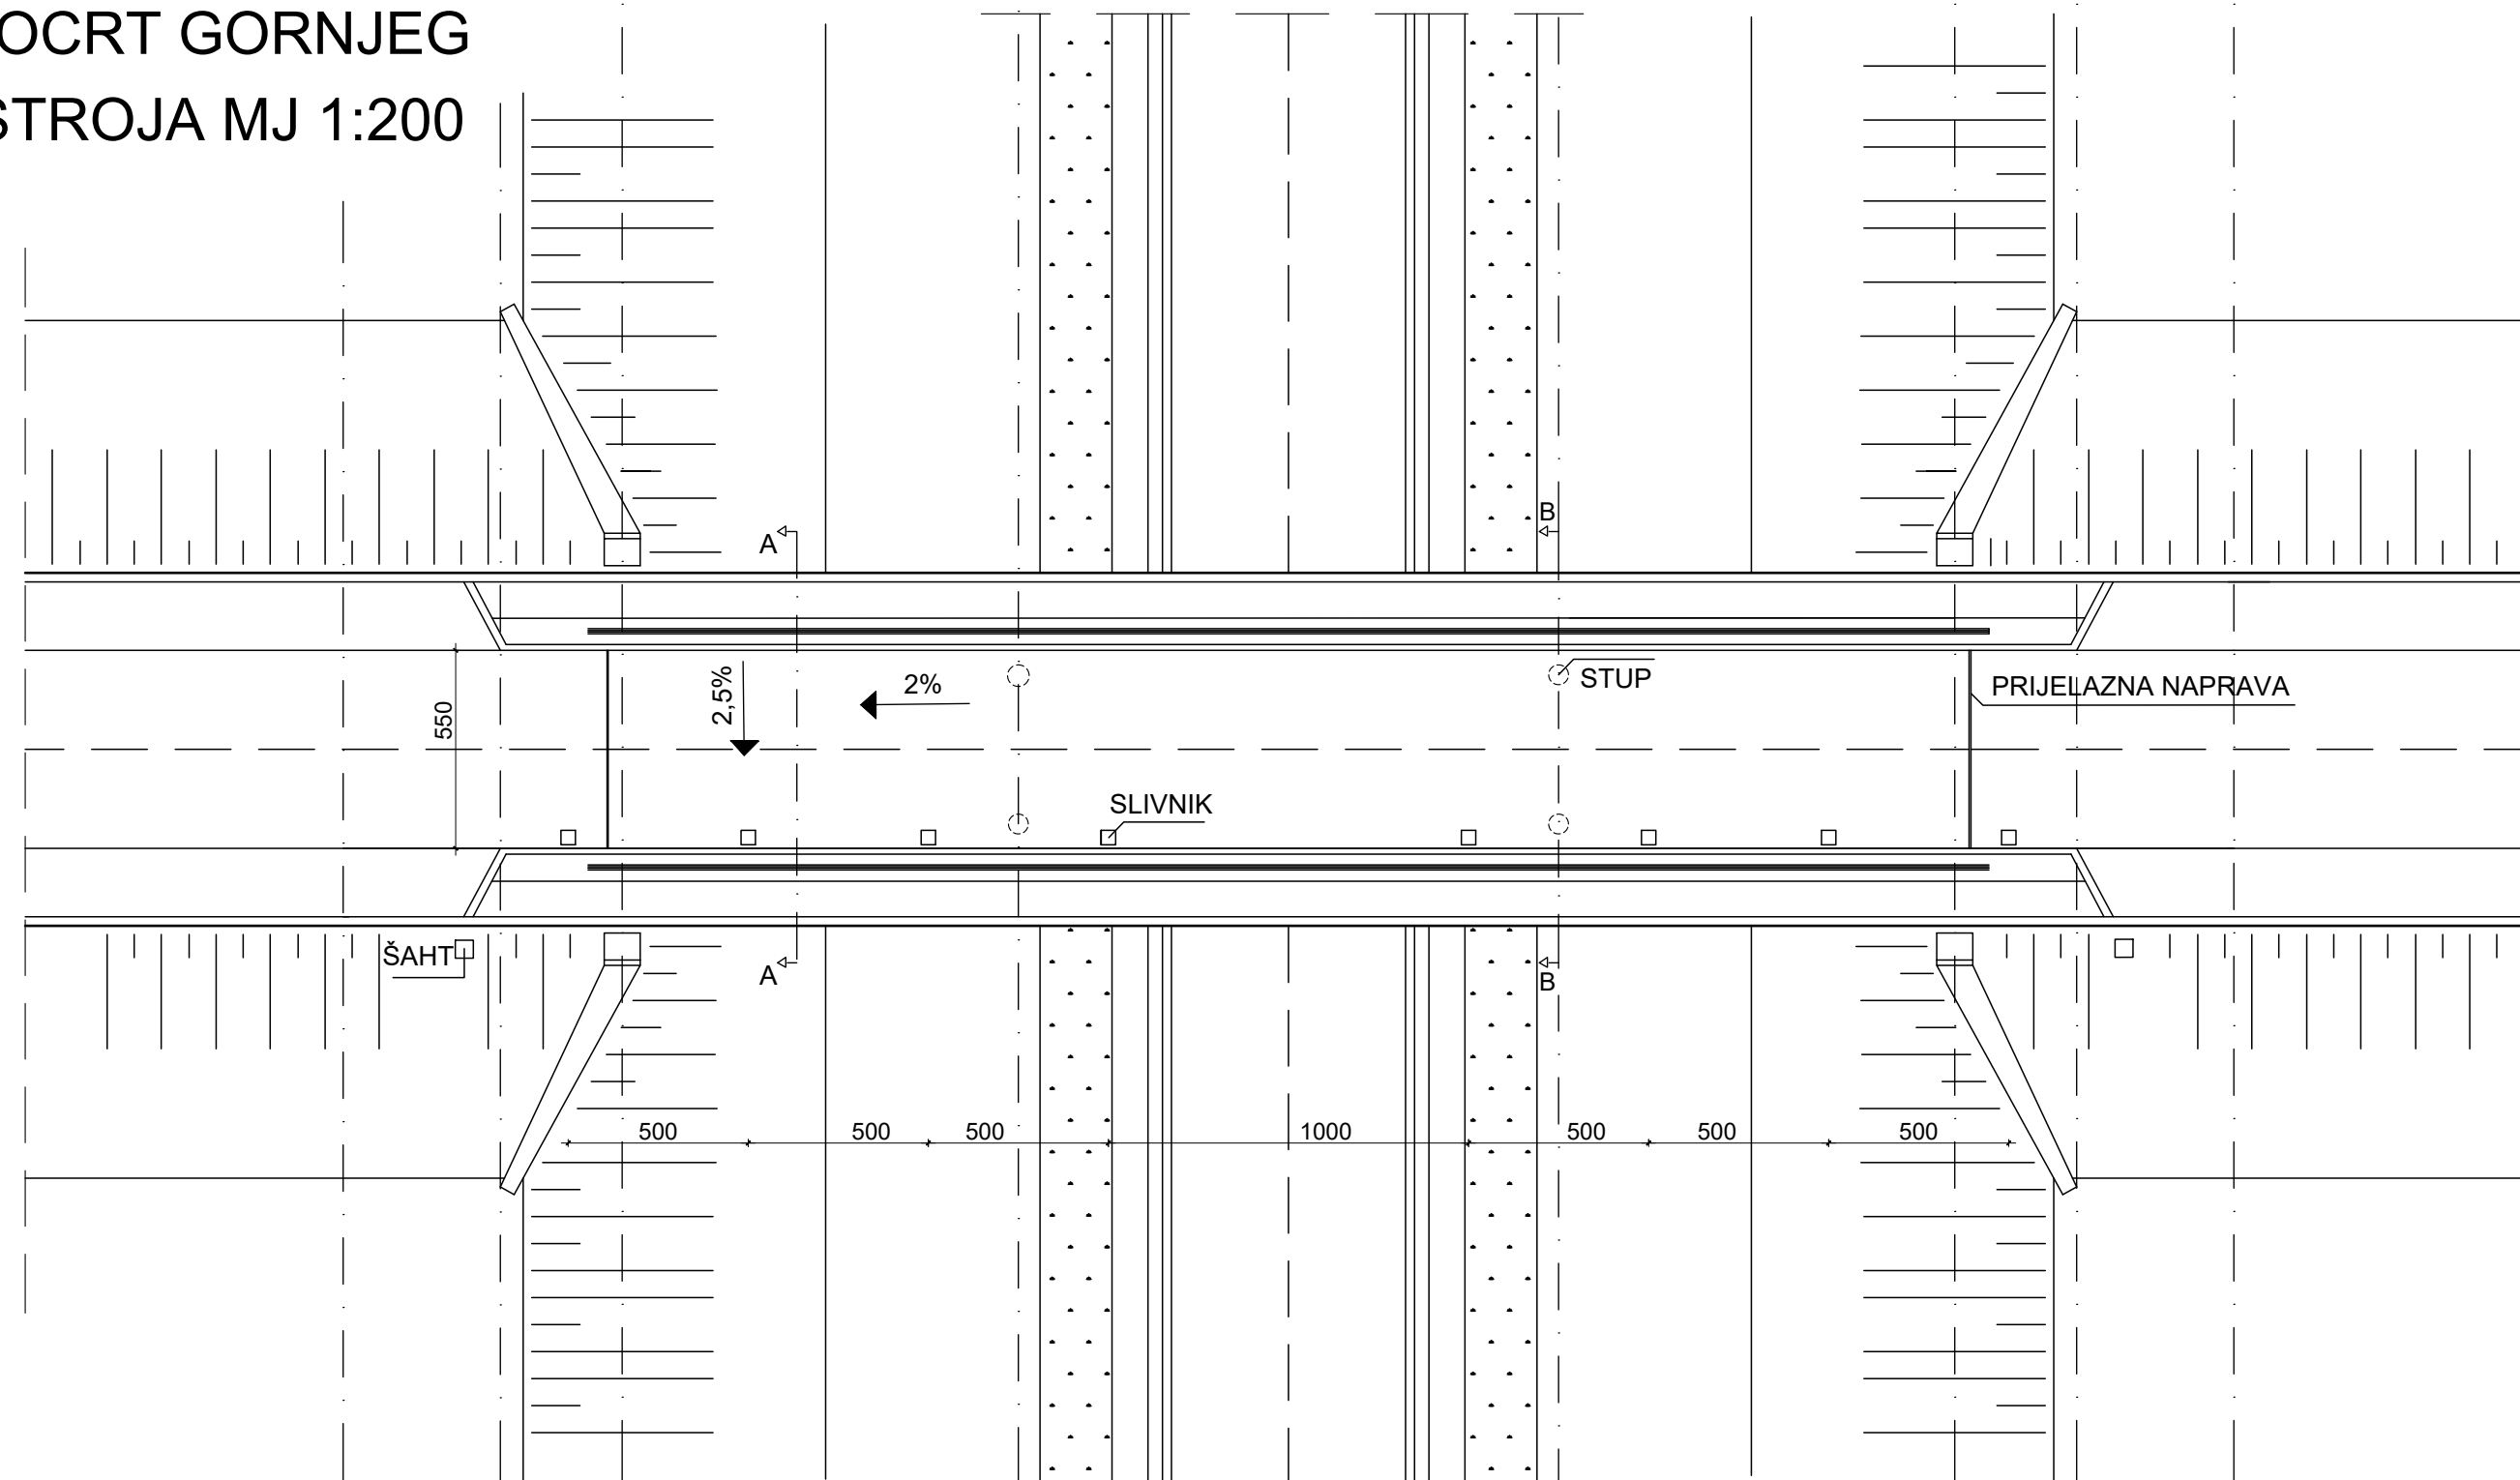 OCRT GORNJEG
STROJA MJ 1:200
B
A
STUP
2,5%
2%
PRIJELAZNA NAPRAVA
550
SLIVNIK
ŠAHT
A
B
500 500 500 1000 500 500 500